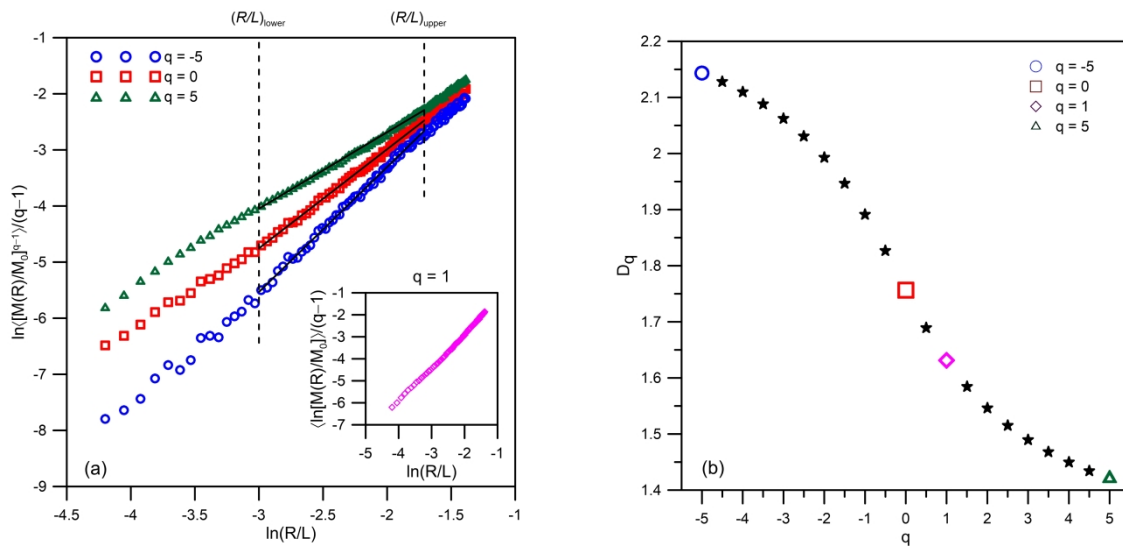 (R/L)lower
(R/L)upper
-1
-2
-3
-4
-5
-6
-7
-8
-9
q = -5
q = 0
q = 5
ln⟨[M(R)/M0]q−1⟩/(q−1)
(a)
-4.5
-4
-3.5
-3
-2.5
-2
-1.5
-1
ln(R/L)
q = 1
-1
-2
-3
-4
-5
-6
-7
⟨ln[M(R)/M0]⟩/(q−1)
-5
-4
-3
-2
-1
ln(R/L)
2.2
2.1
2
1.9
1.8
1.7
1.6
1.5
1.4
Dq
q = -5
q = 0
q = 1
q = 5
(b)
-5
-4
-3
-2
-1
0
1
2
3
4
5
q